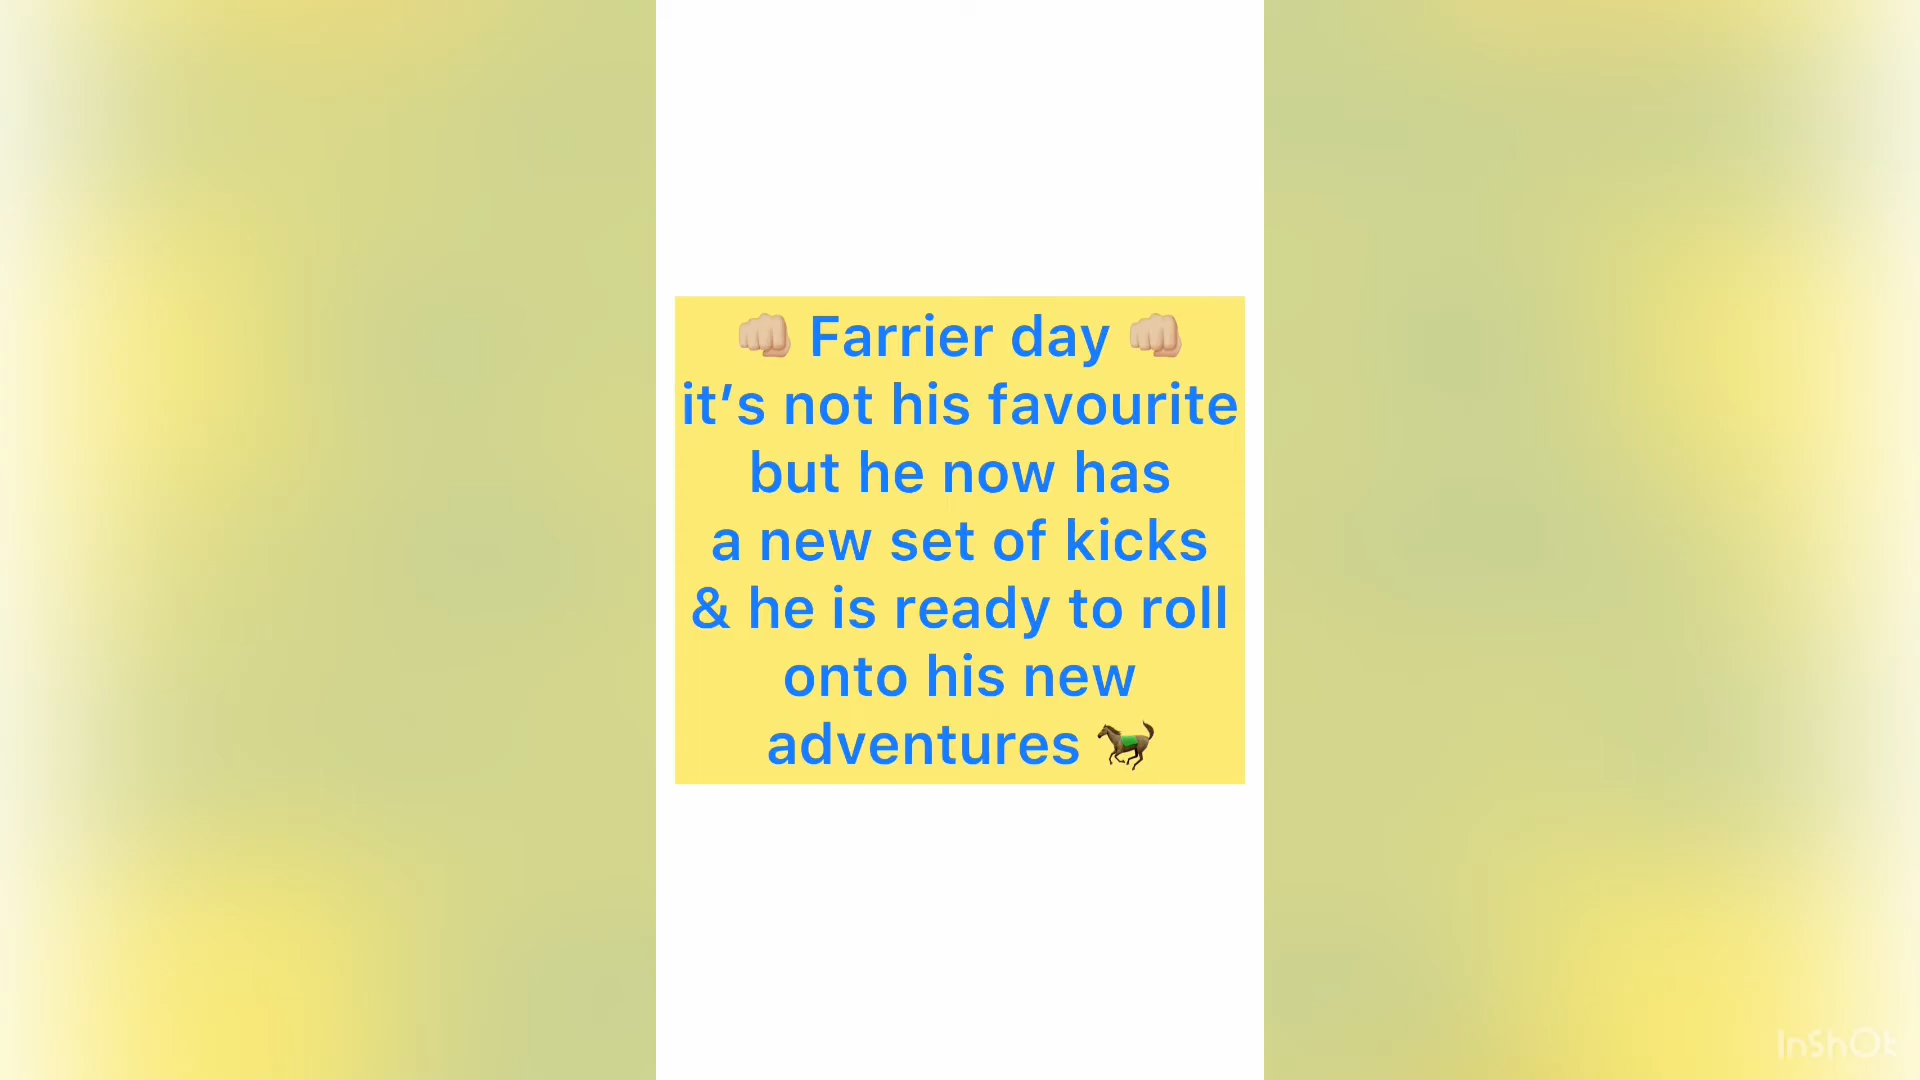 👊🏼 Farrier day 👊🏼
it’s not his favourite
but he now has
a new set of kicks
& he is ready to roll
onto his new
adventures 🐎
InShOt